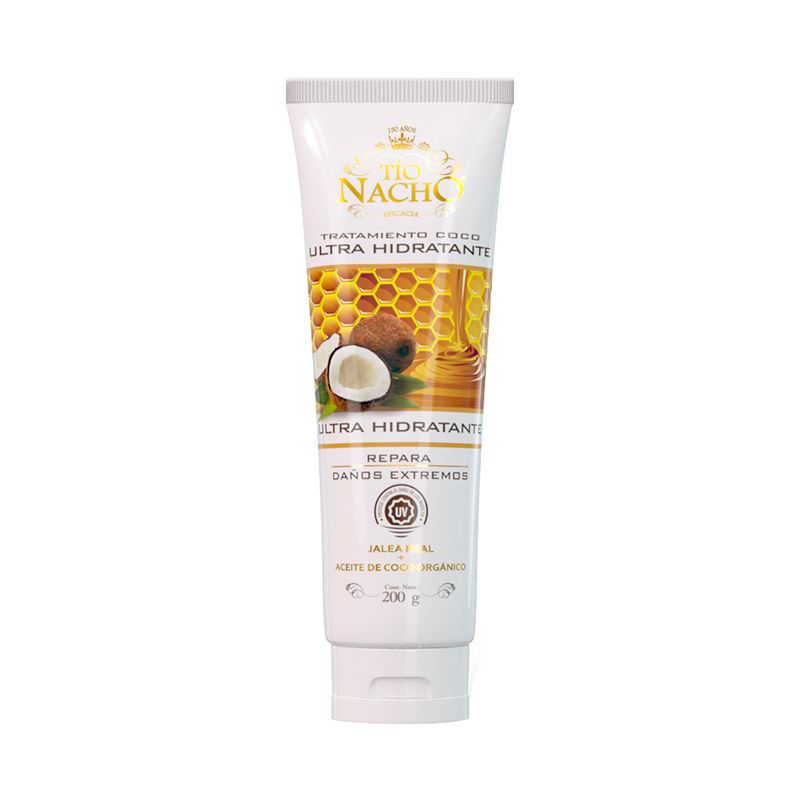 150 AÑOS
TÍO
NACHO
EFICACIA
TRATAMIENTO COCO
ULTRA HIDRATANTE
ULTRA HIDRATANTE
REPARA
DAÑOS EXTREMOS
UV
JALEA REAL
+
ACEITE DE COCO ORGÁNICO
Cont. Neto:
200 g